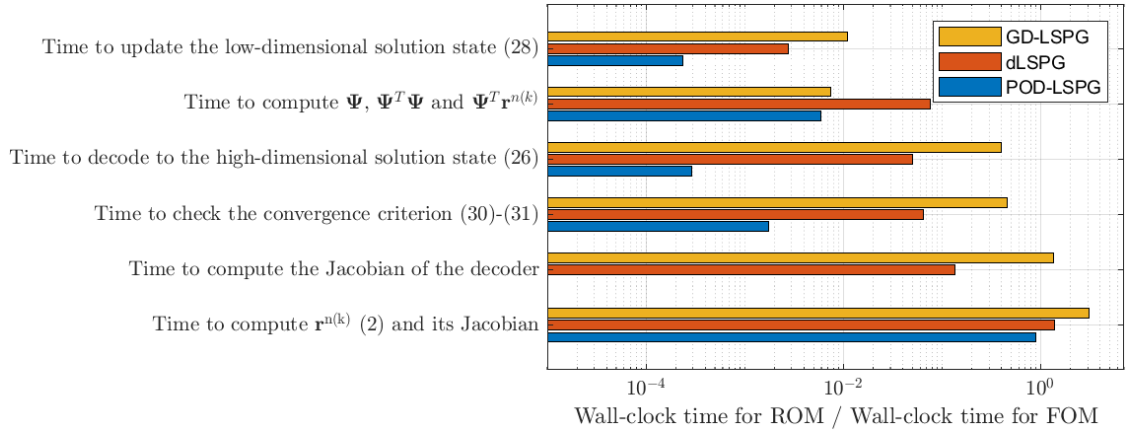 Time to update the low-dimensional solution state (28)
Time to compute Ψ, Ψ^T Ψ and Ψ^T r^{n(k)}
Time to decode to the high-dimensional solution state (26)
Time to check the convergence criterion (30)-(31)
Time to compute the Jacobian of the decoder
Time to compute r^{n(k)} (2) and its Jacobian
GD-LSPG
dLSPG
POD-LSPG
10^{-4} 10^{-2} 10^{0}
Wall-clock time for ROM / Wall-clock time for FOM